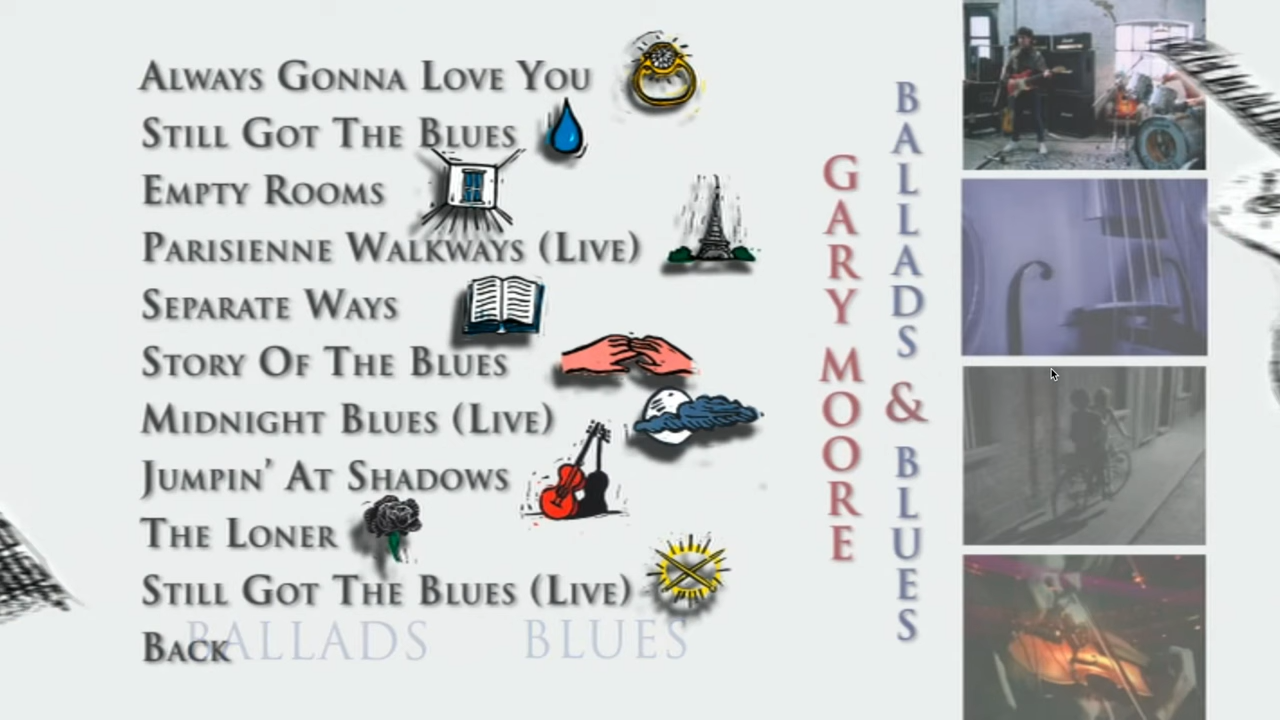 Always Gonna Love You
Still Got The Blues
Empty Rooms
Parisienne Walkways (Live)
Separate Ways
Story Of The Blues
Midnight Blues (Live)
Jumpin' At Shadows
The Loner
Still Got The Blues (Live)
Back
BALLADS BLUES
GARY MOORE
BALLADS & BLUES